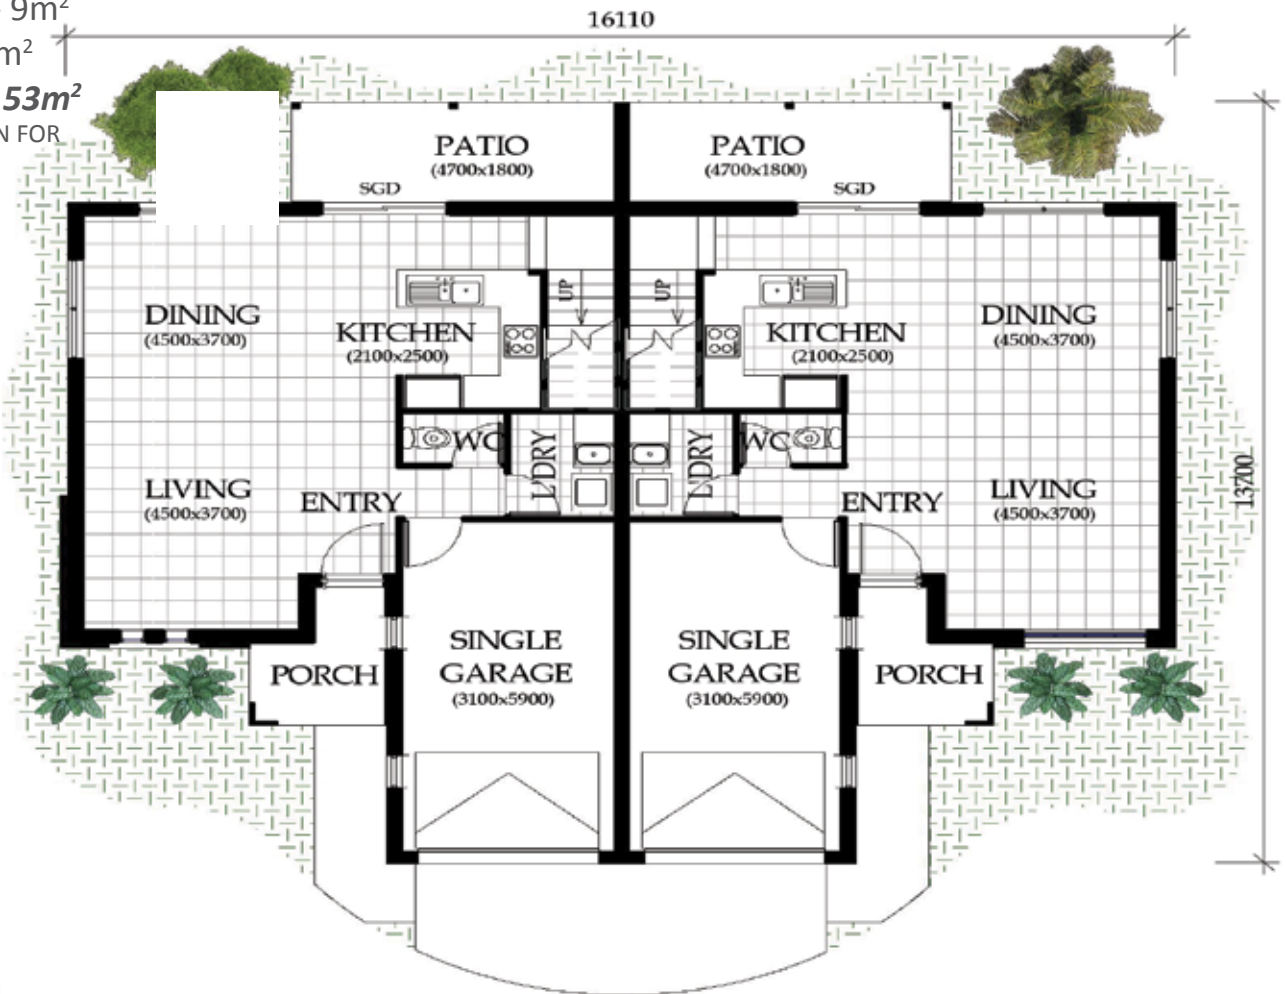 9m²
m²
53m²
N FOR
16110
PATIO
(4700x1800)
SGD
PATIO
(4700x1800)
SGD
UP
UP
DINING
(4500x3700)
KITCHEN
(2100x2500)
KITCHEN
(2100x2500)
DINING
(4500x3700)
WC
L'DRY
L'DRY
WC
13700
LIVING
(4500x3700)
ENTRY
ENTRY
LIVING
(4500x3700)
SINGLE
GARAGE
(3100x5900)
SINGLE
GARAGE
(3100x5900)
PORCH
PORCH